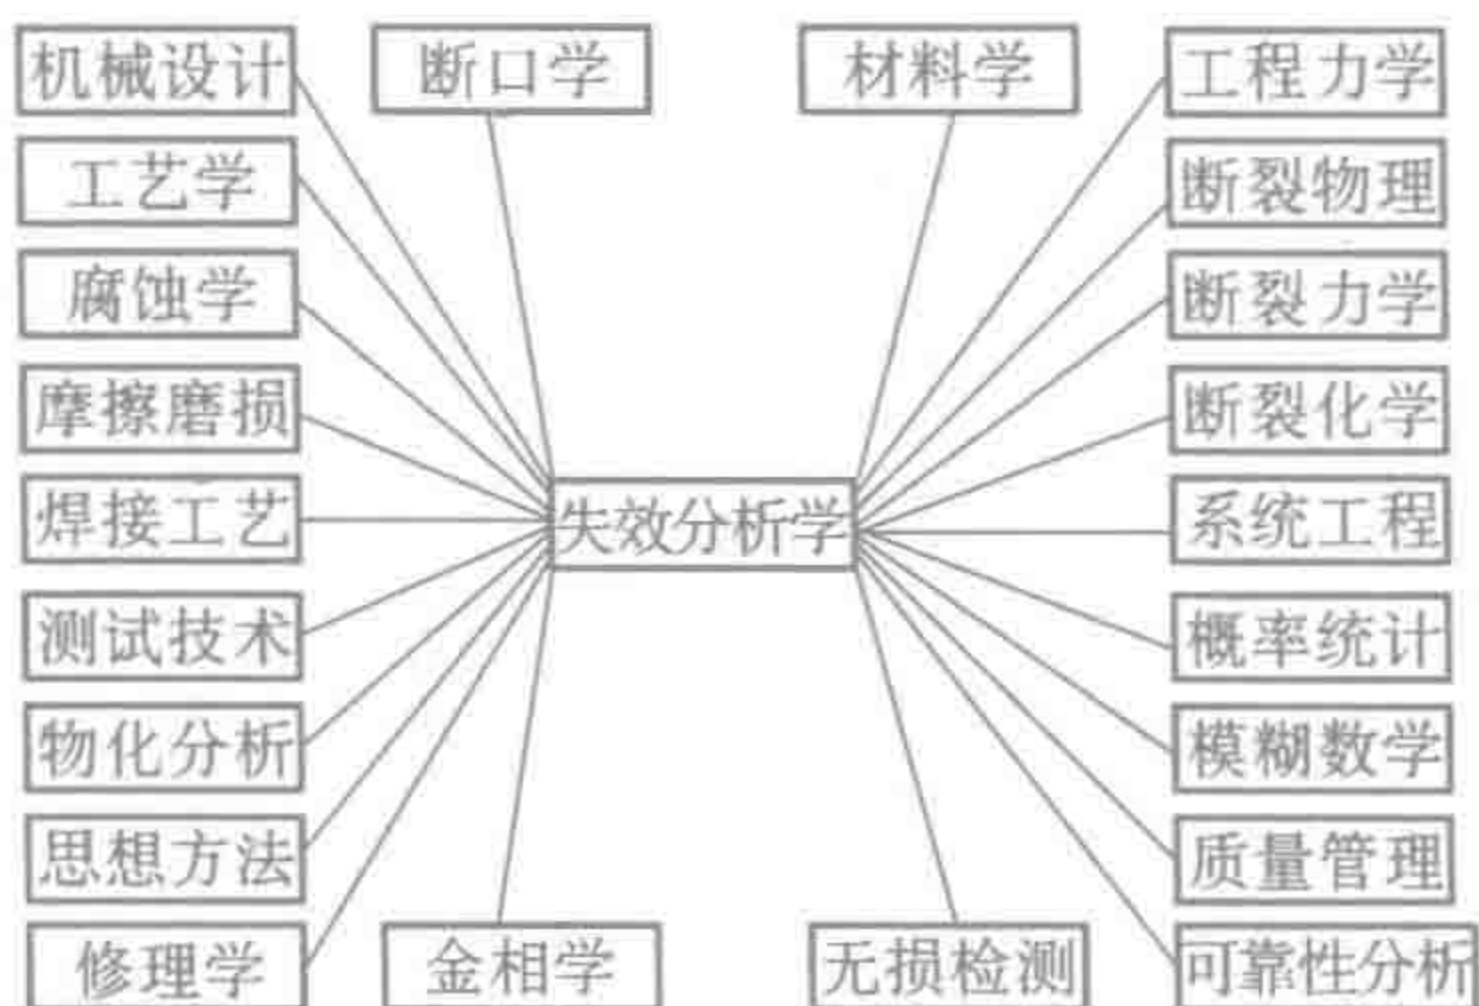 机械设计
断口学
材料学
工程力学
工艺学
断裂物理
腐蚀学
断裂力学
摩擦磨损
断裂化学
焊接工艺
失效分析学
系统工程
测试技术
概率统计
物化分析
模糊数学
思想方法
质量管理
修理学
金相学
无损检测
可靠性分析